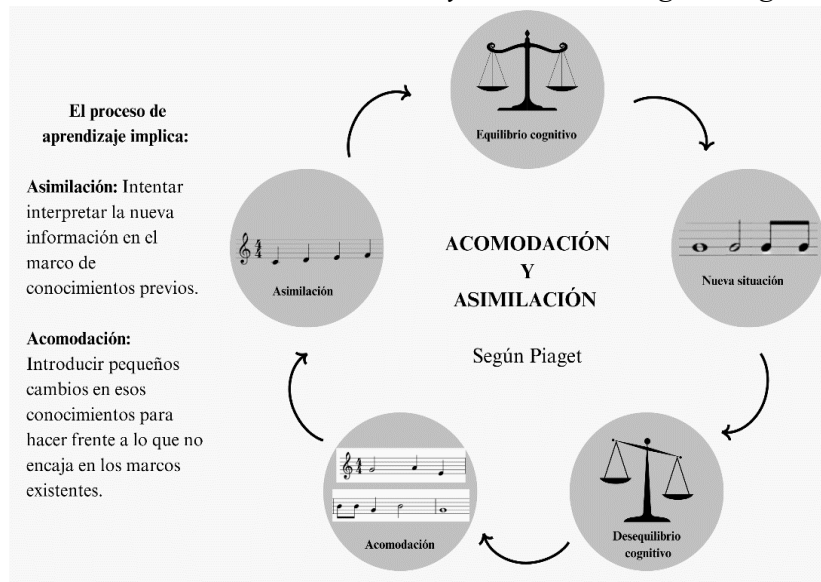 El proceso de
aprendizaje implica:
Asimilación: Intentar
interpretar la nueva
información en el
marco de
conocimientos previos.
Acomodación:
Introducir pequeños
cambios en esos
conocimientos para
hacer frente a lo que no
encaja en los marcos
existentes.
Equilibrio cognitivo
Nueva situación
Desequilibrio
cognitivo
Acomodación
Asimilación
ACOMODACIÓN
Y
ASIMILACIÓN
Según Piaget